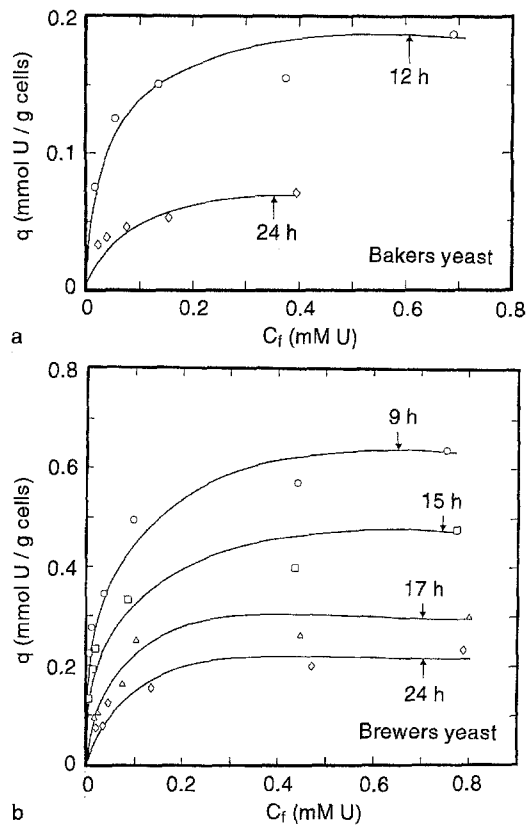 0.2
q (mmol U / g cells)
0.1
0
12 h
24 h
Bakers yeast
0
0.2
0.4
0.6
0.8
C_f (mM U)
a
0.8
0.6
q (mmol U / g cells)
0.4
0.2
0
9 h
15 h
17 h
24 h
Brewers yeast
0
0.2
0.4
0.6
0.8
C_f (mM U)
b